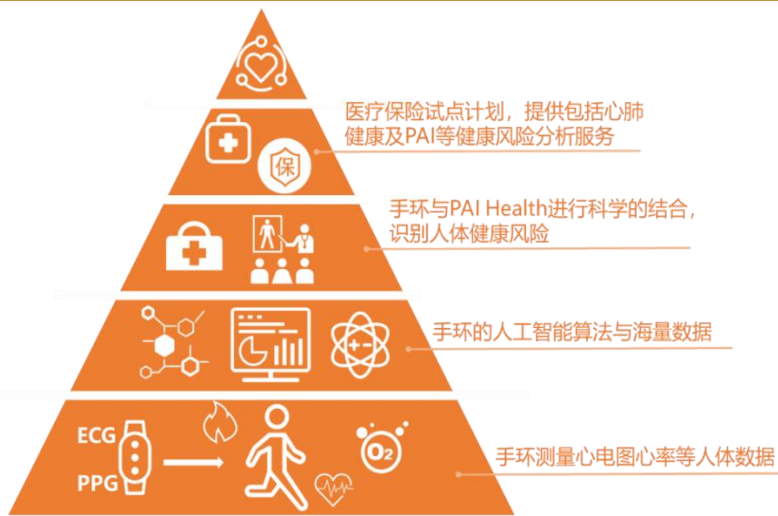 医疗保险试点计划，提供包括心肺
健康及PAI等健康风险分析服务
保
手环与PAI Health进行科学的结合，
识别人体健康风险
手环的人工智能算法与海量数据
ECG
PPG
O₂
手环测量心电图心率等人体数据